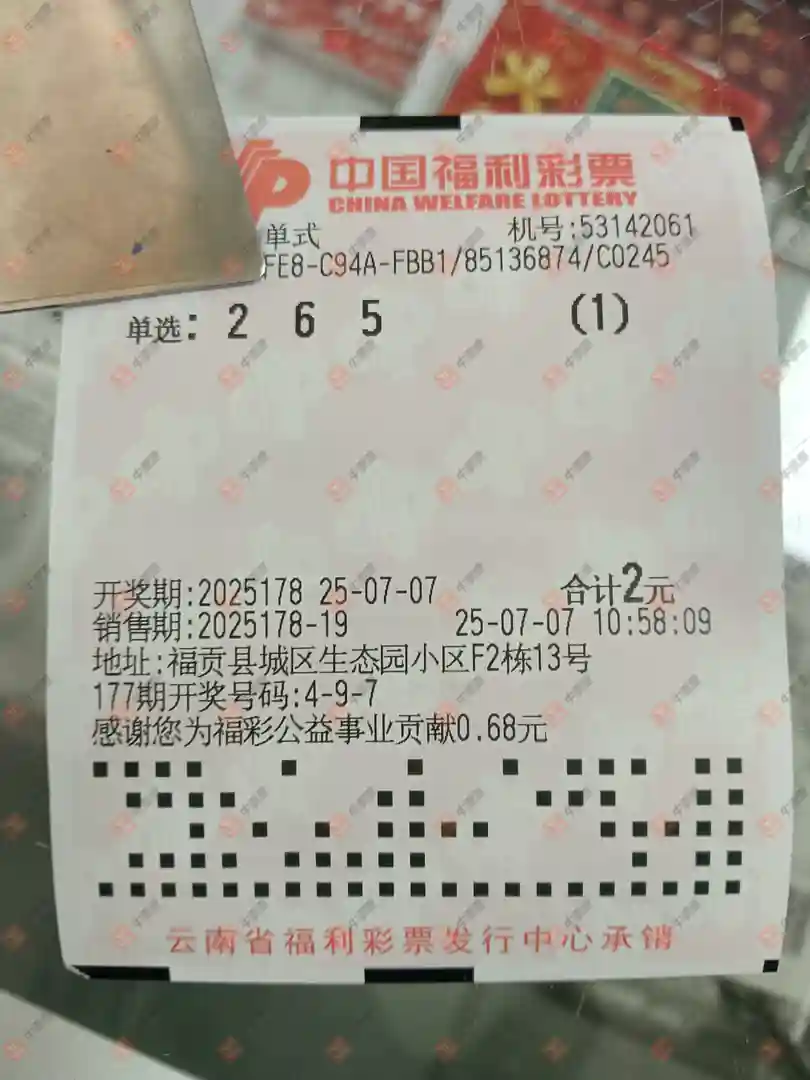 中国福利彩票
CHINA WELFARE LOTTERY
单式 机号:53142061
FE8-C94A-FBB1/85136874/C0245
单选: 2 6 5 (1)
开奖期:2025178 25-07-07 合计2元
销售期:2025178-19 25-07-07 10:58:09
地址:福贡县城区生态园小区F2栋13号
177期开奖号码:4-9-7
感谢您为福彩公益事业贡献0.68元
云南省福利彩票发行中心承销